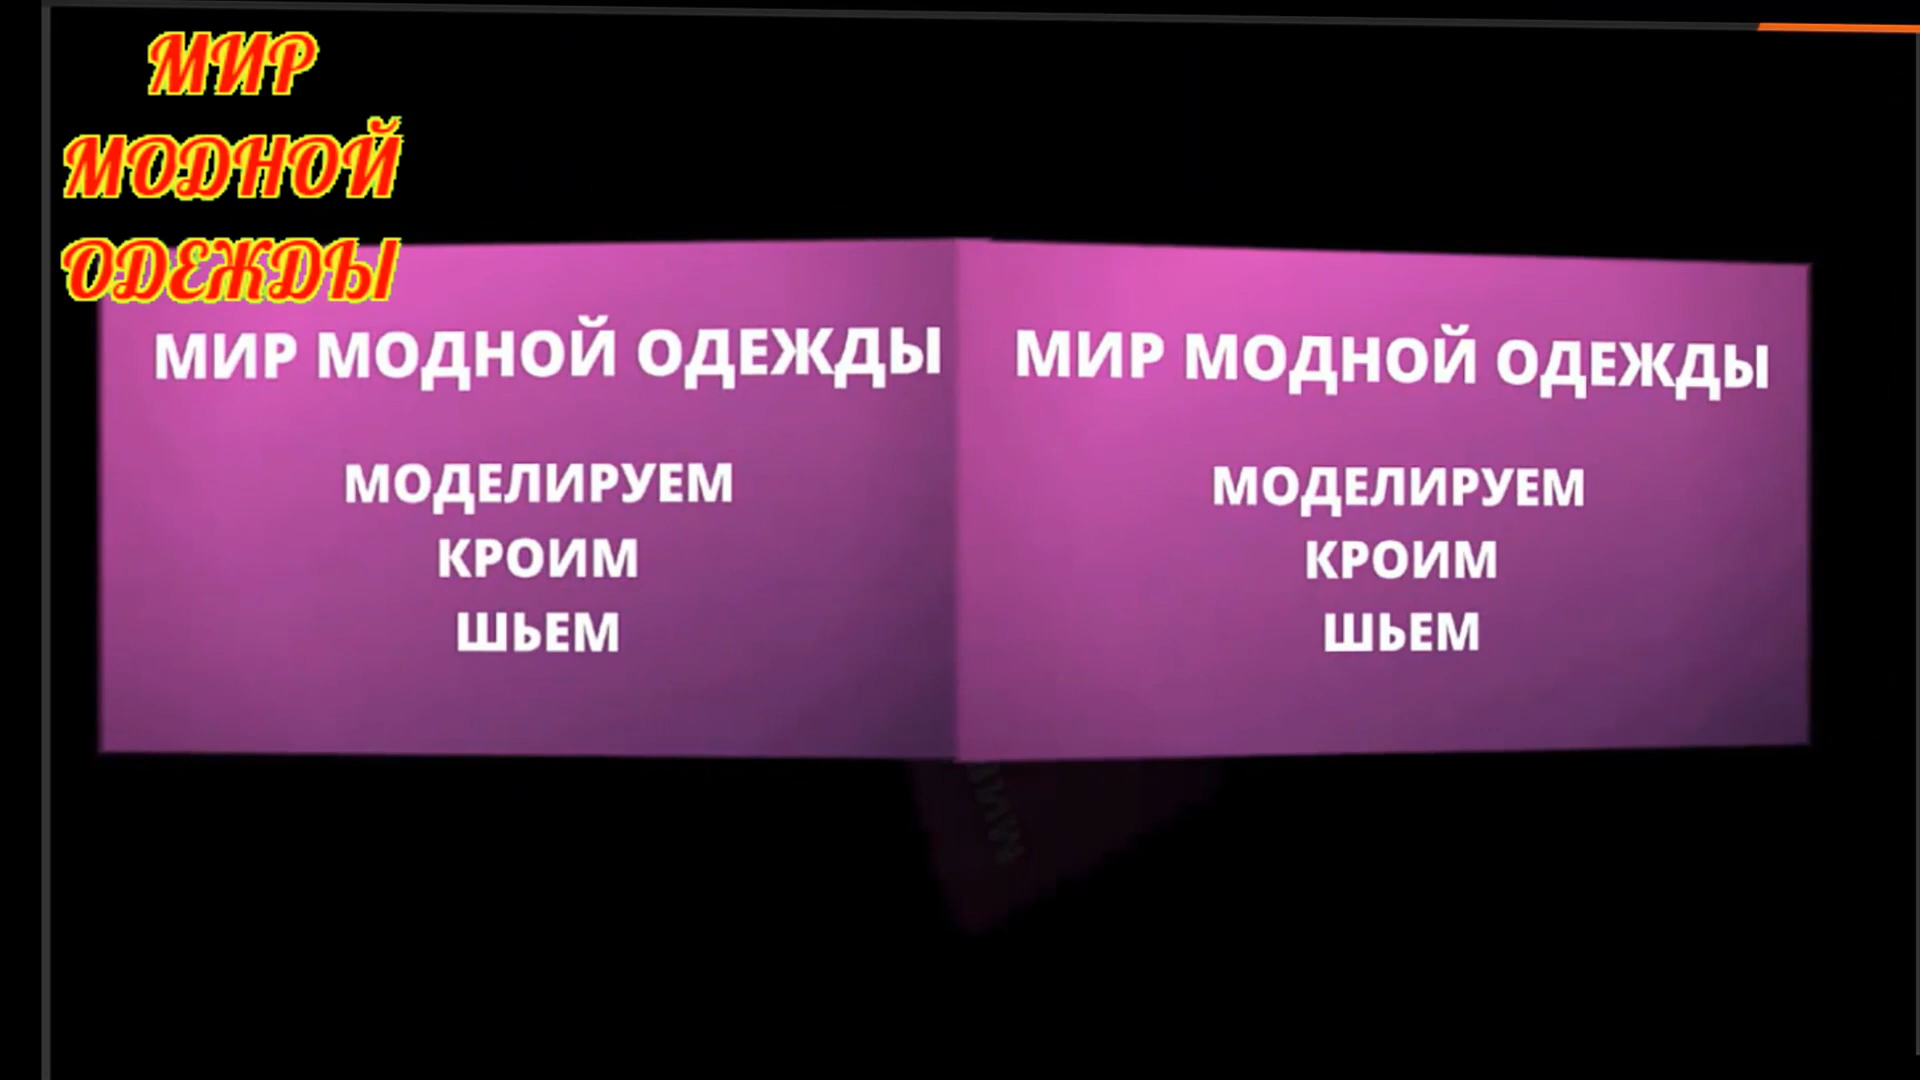 МИР
МОДНОЙ
ОДЕЖДЫ
МИР МОДНОЙ ОДЕЖДЫ
МОДЕЛИРУЕМ
КРОИМ
ШЬЕМ
МИР МОДНОЙ ОДЕЖДЫ
МОДЕЛИРУЕМ
КРОИМ
ШЬЕМ